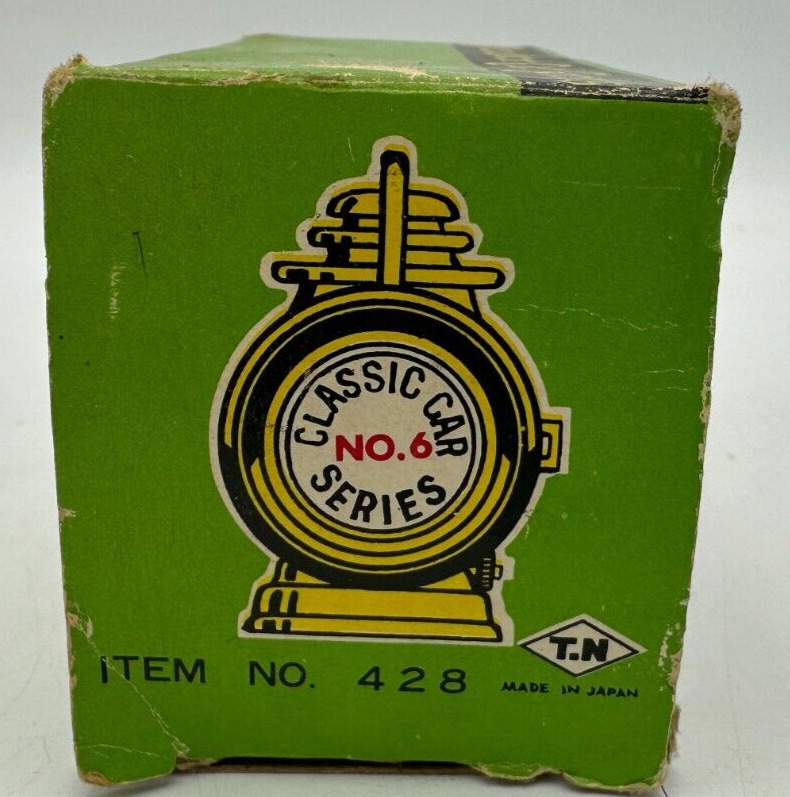 CLASSIC CAR
NO.6
SERIES
T.N
ITEM NO. 428
MADE IN JAPAN